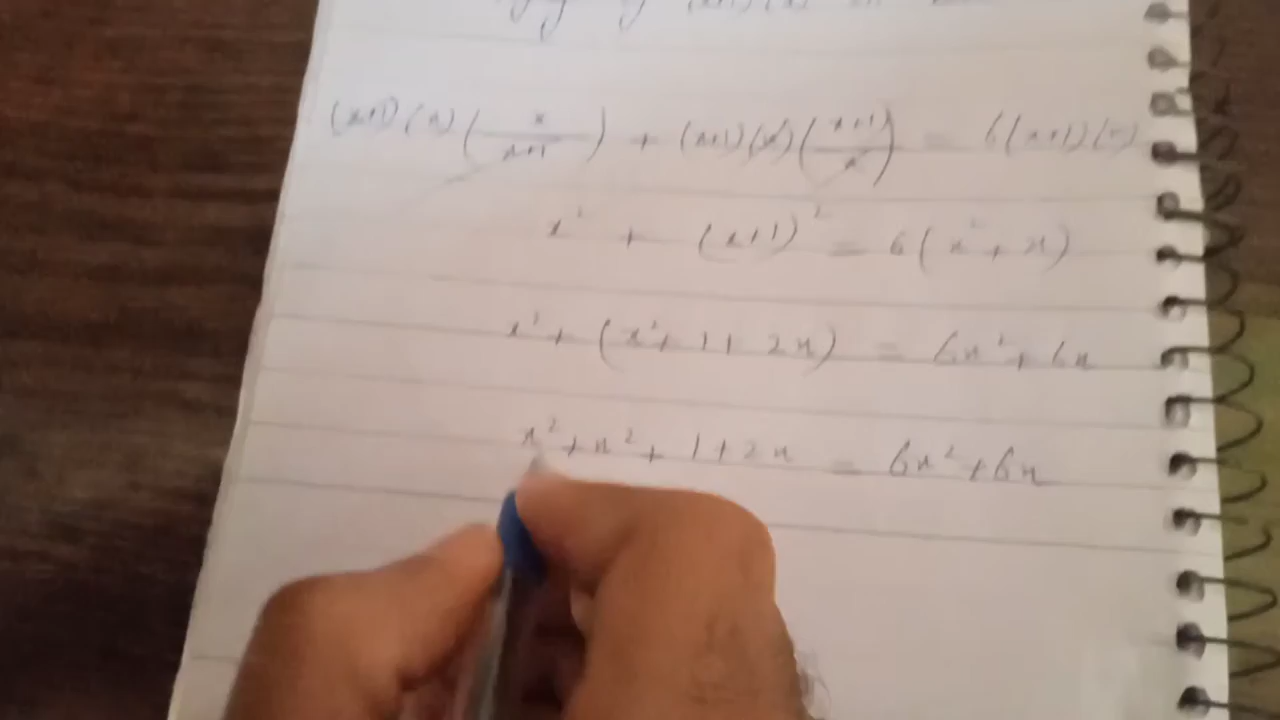 (x+1)(x)(x/x+1) + (x+1)(x)(x+1/x) = 6(x+1)(x)
x² + (x+1)² = 6(x²+x)
x² + (x²+1+2x) = 6x²+6x
x²+x²+1+2x = 6x²+6x